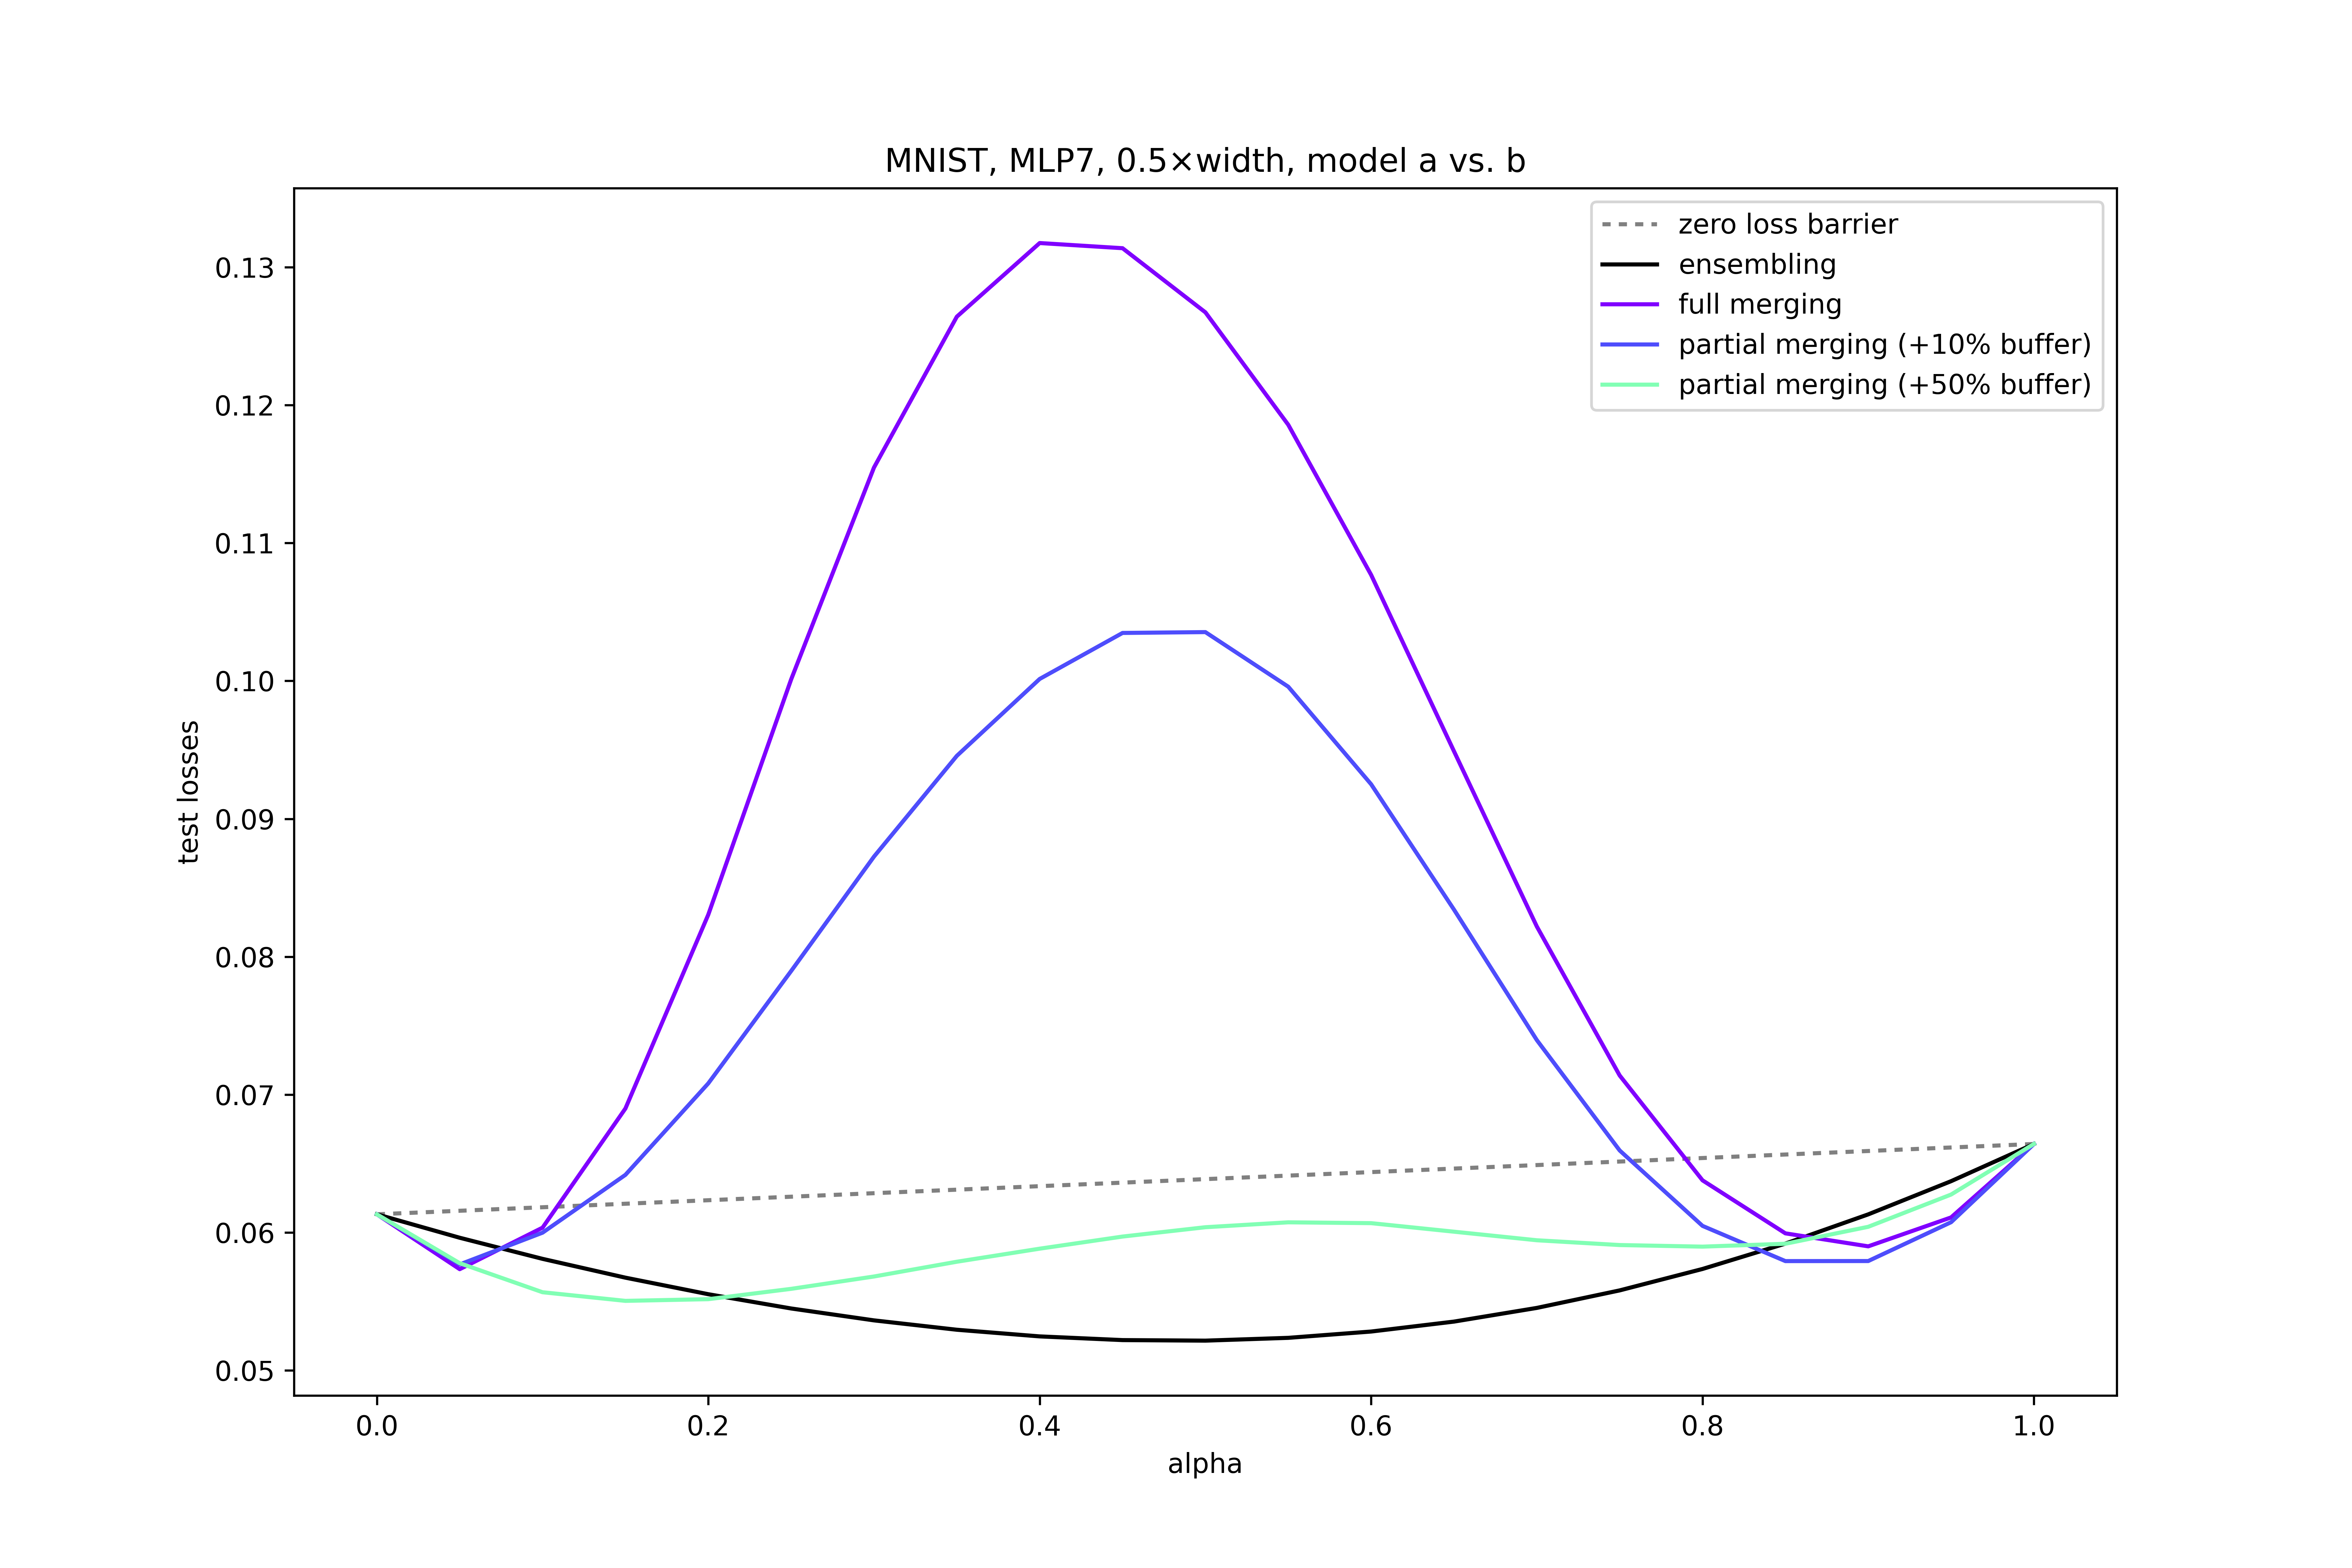 MNIST, MLP7, 0.5×width, model a vs. b
zero loss barrier
ensembling
full merging
partial merging (+10% buffer)
partial merging (+50% buffer)
0.13
0.12
0.11
0.10
0.09
0.08
0.07
0.06
0.05
test losses
0.0 0.2 0.4 0.6 0.8 1.0
alpha